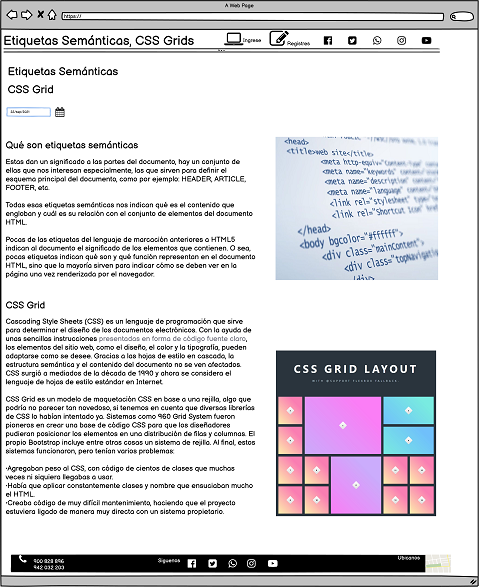 A Web Page
https://
Etiquetas Semánticas, CSS Grids
Ingrese
Registres
Etiquetas Semánticas
CSS Grid
Qué son etiquetas semánticas
Estas dan un significado a las partes del documento, hay un conjunto de
ellas que nos interesan especialmente, las que sirven para definir el
esquema principal del documento, como por ejemplo: HEADER, ARTICLE,
FOOTER, etc.
Todas esas etiquetas semánticas nos indican qué es el contenido que
engloban y cuál es su relación con el conjunto de elementos del documento
HTML.
Pocas de las etiquetas del lenguaje de marcación anteriores a HTML5
indican al documento el significado de los elementos que contienen. O sea,
pocas etiquetas indican qué son y qué función representan en el documento
HTML, sino que la mayoría sirven para indicar cómo se deben ver en la
página una vez renderizada por el navegador.
<head>
<title>web site</title>
<meta http-equiv="Content-Type"
<meta name="keywords"
<meta name="description"
<meta name="language"
<link rel="stylesheet"
<link rel="Shortcut Icon"
</head>
<body bgcolor="#ffffff">
<div class="mainContent">
<div class="topNavigation
CSS Grid
Cascading Style Sheets (CSS) es un lenguaje de programación que sirve
para determinar el diseño de los documentos electrónicos. Con la ayuda de
unas sencillas instrucciones presentadas en forma de código fuente claro,
los elementos del sitio web, como el diseño, el color y la tipografía, pueden
adaptarse como se desee. Gracias a las hojas de estilo en cascada, la
estructura semántica y el contenido del documento no se ven afectados.
CSS surgió a mediados de la década de 1990 y ahora se considera el
lenguaje de hojas de estilo estándar en Internet.
CSS Grid es un modelo de maquetación CSS en base a una rejilla, algo que
podría no parecer tan novedoso, si tenemos en cuenta que diversas librerías
de CSS lo habían intentado ya. Sistemas como 960 Grid System fueron
pioneros en crear una base de código CSS para que los diseñadores
pudieran posicionar los elementos en una distribución de filas y columnas. El
propio Bootstrap incluye entre otras cosas un sistema de rejilla. Al final, estos
sistemas funcionaron, pero tenían varios problemas:
-Agregaban peso al CSS, con código de cientos de clases que muchas
veces ni siquiera llegabas a usar.
-Había que aplicar constantemente clases y nombre que ensuciaban mucho
el HTML.
-Creaba código de muy difícil mantenimiento, haciendo que el proyecto
estuviera ligado de manera muy directa con un sistema propietario.
CSS GRID LAYOUT
WITH @SUPPORT FLEXBOX FALLBACK
900 828 896
942 032 203
Siguenos
Ubícanos